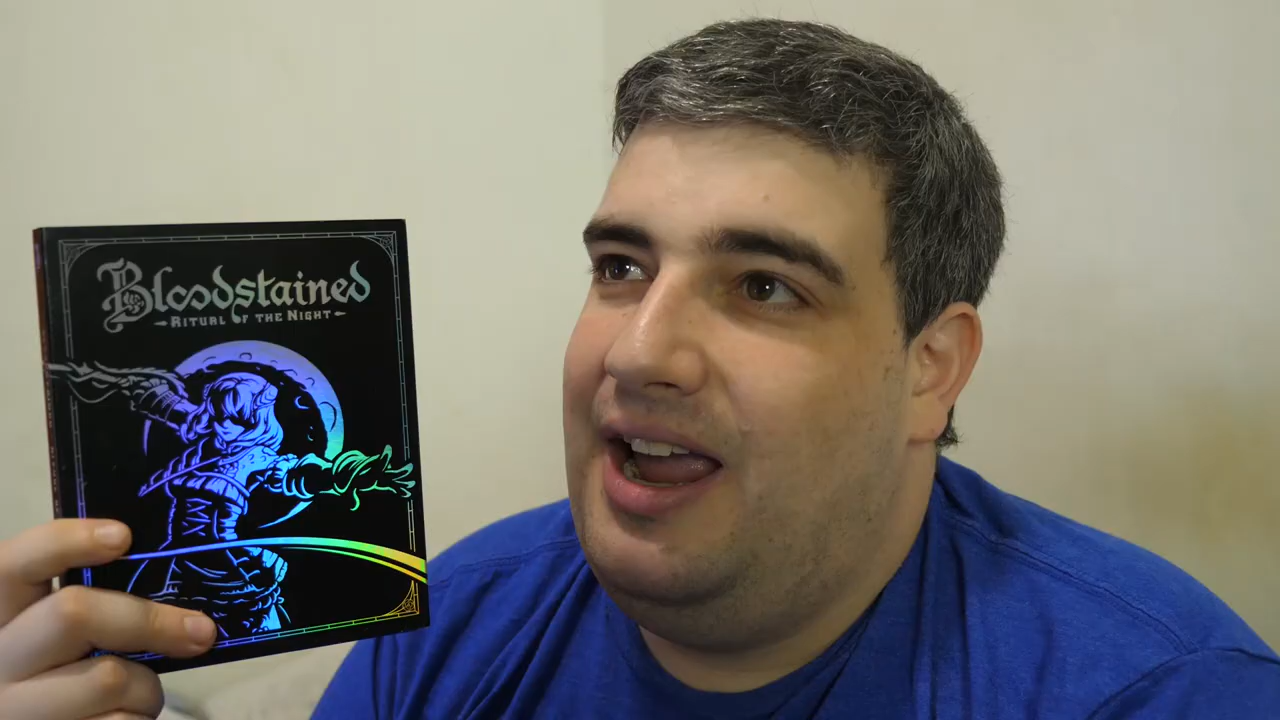 Bloodstained
Ritual of the Night